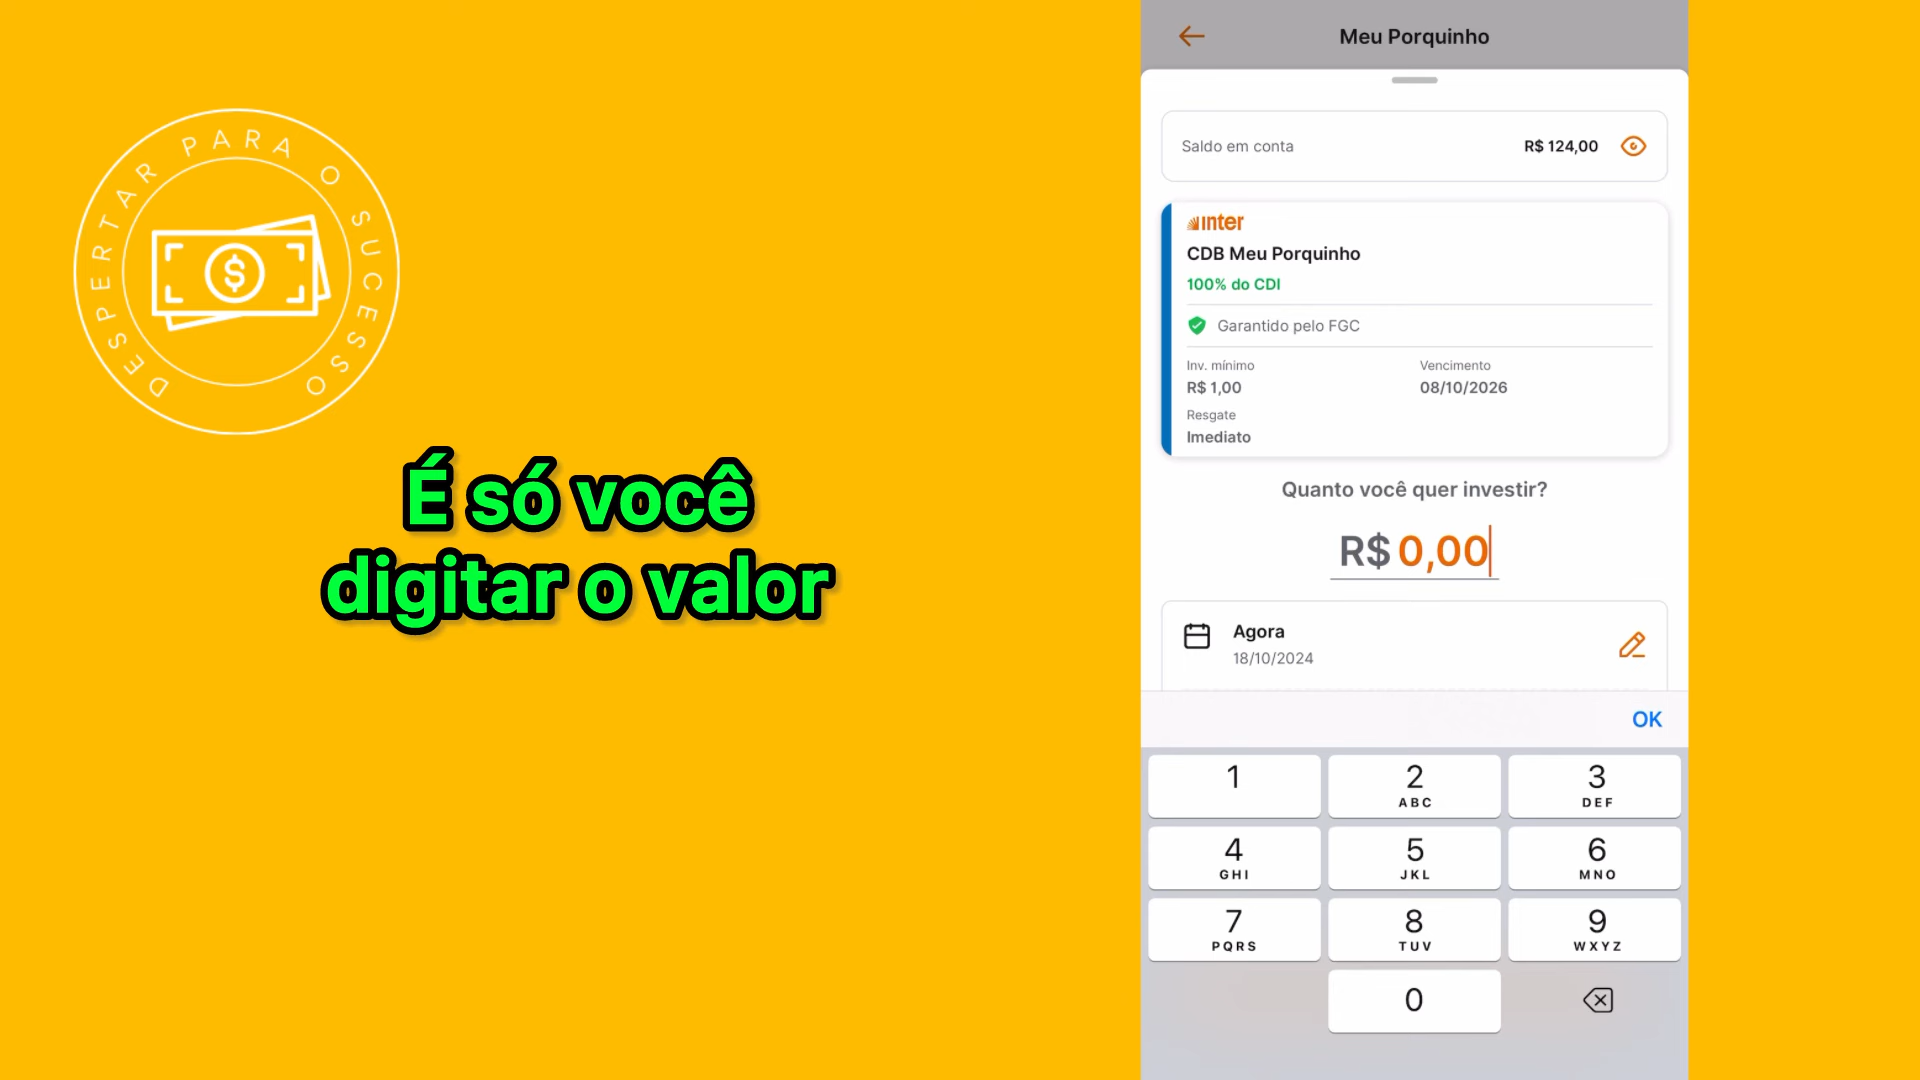 DESPERTAR PARA O SUCESSO
$
É só você
digitar o valor
Meu Porquinho
Saldo em conta R$ 124,00
inter
CDB Meu Porquinho
100% do CDI
Garantido pelo FGC
Inv. mínimo Vencimento
R$ 1,00 08/10/2026
Resgate
Imediato
Quanto você quer investir?
R$ 0,00
Agora
18/10/2024
OK
1 2 3
ABC DEF
4 5 6
GHI JKL MNO
7 8 9
PQRS TUV WXYZ
0